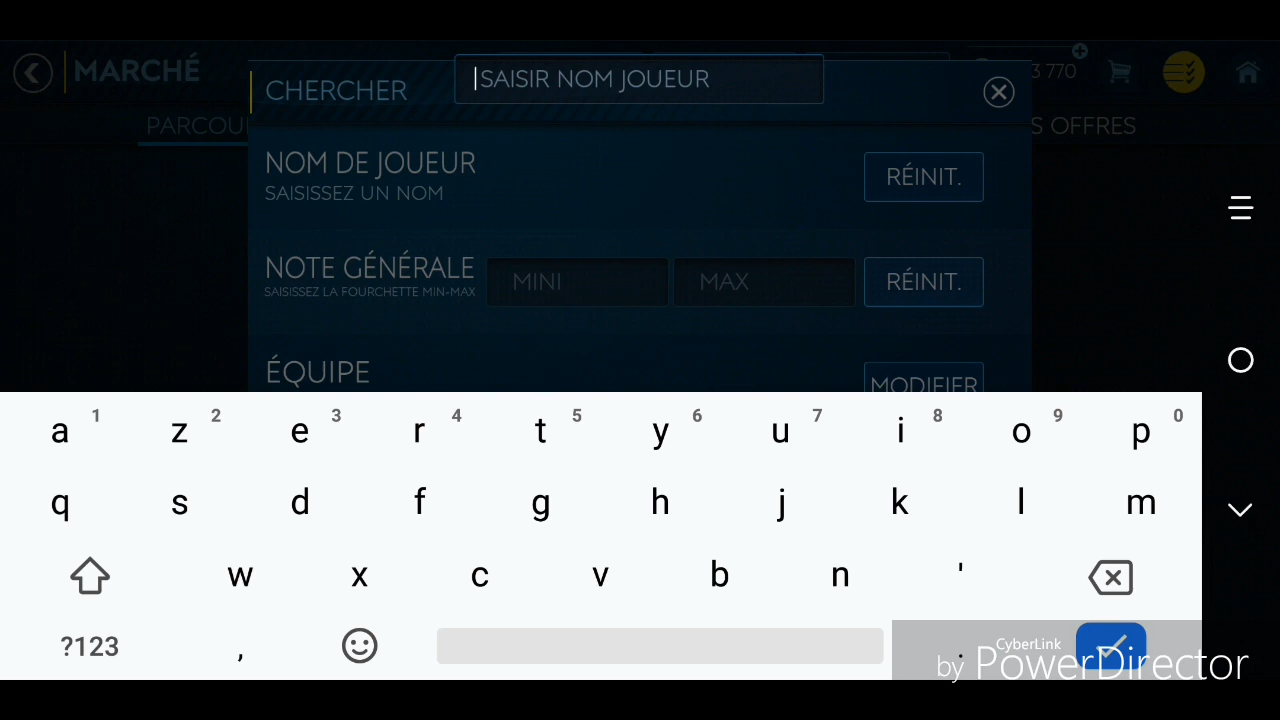 MARCHÉ
CHERCHER
SAISIR NOM JOUEUR
3 770
PARCOU
S OFFRES
NOM DE JOUEUR
SAISISSEZ UN NOM
RÉINIT.
NOTE GÉNÉRALE
SAISISSEZ LA FOURCHETTE MIN-MAX
MINI
MAX
RÉINIT.
ÉQUIPE
MODIFIER
a 1 z 2 e 3 r 4 t 5 y 6 u 7 i 8 o 9 p 0
q s d f g h j k l m
w x c v b n '
?123 , .
CyberLink
by PowerDirector